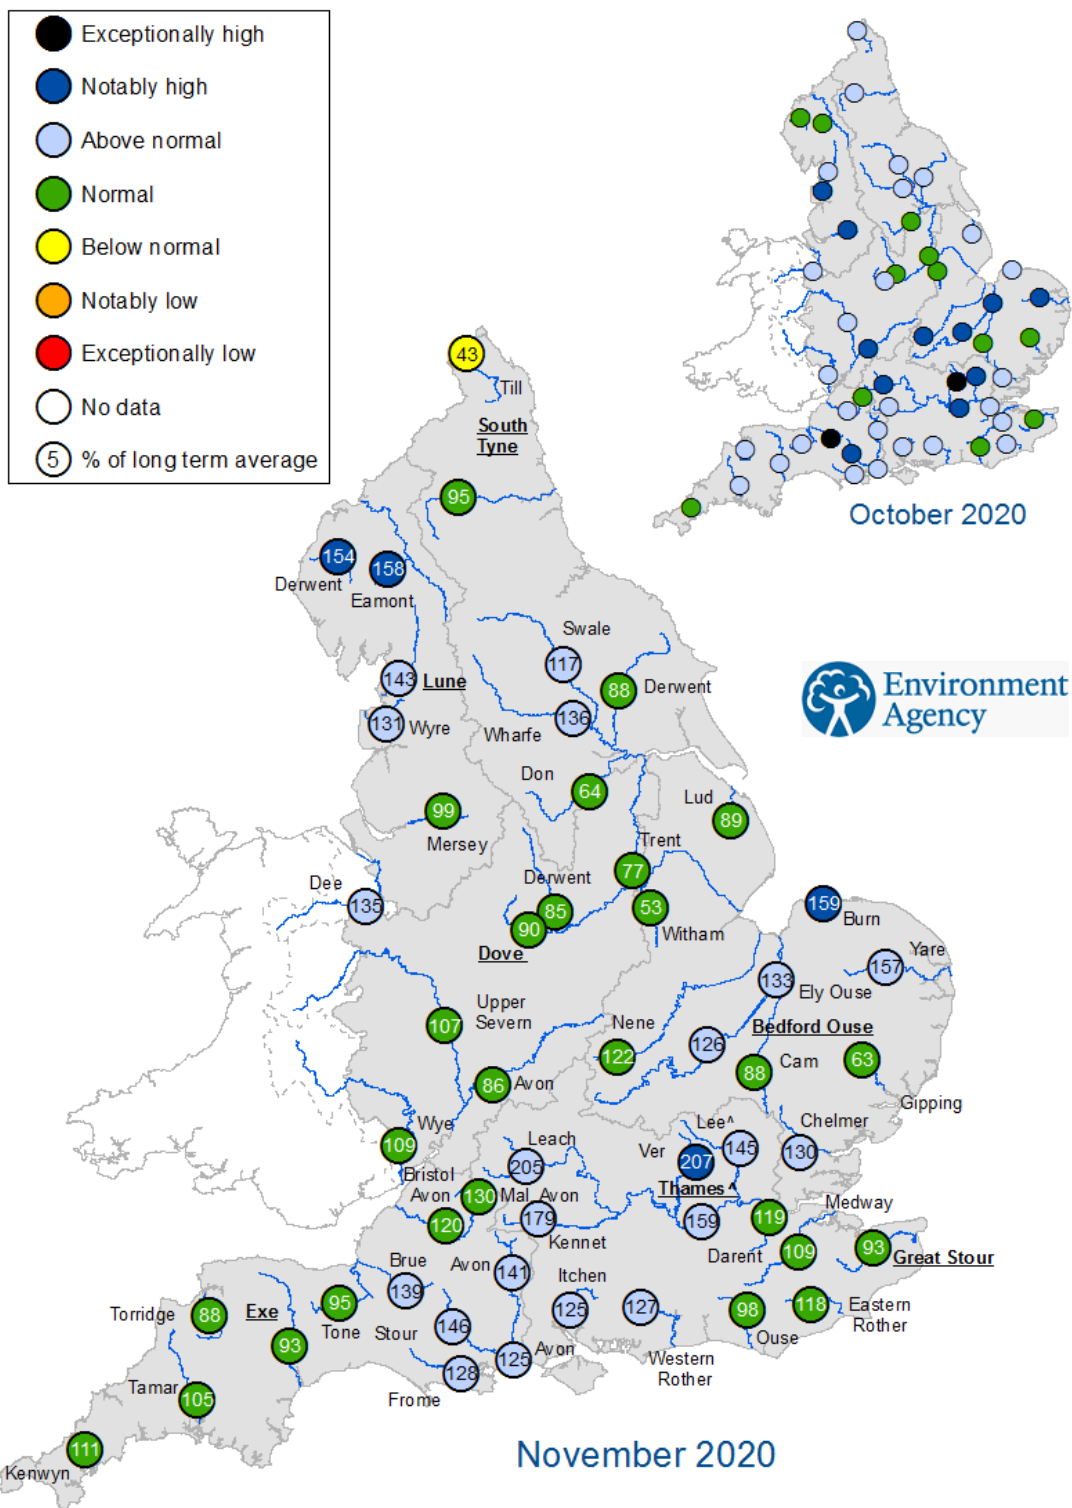 Exceptionally high
Notably high
Above normal
Normal
Below normal
Notably low
Exceptionally low
No data
5 % of long term average
October 2020
43
Till
South
Tyne
95
154
158
Derwent
Eamont
Swale
117
143 Lune
88 Derwent
131 Wyre
136
Wharfe
Don
64
Lud
99
89
Mersey
Trent
77
Dee
Derwent
135
85
53
90
Witham
Dove
159
Burn
Yare
157
133
Ely Ouse
Environment
Agency
Upper
Severn
107
Nene
122
Bedford Ouse
126
Cam
88
63
86 Avon
Gipping
Wye
109
Leach
205
Ver
207
Lee^
145
Chelmer
130
Bristol
Avon
130 Mal Avon
120
179
Kennet
Thames^
159
119
Medway
Darent
109
93
Great Stour
Brue
139
Avon
141
Itchen
125
127
98
118
Eastern
Rother
Ouse
Torridge
88
Exe
95
Tone
93
Stour
146
125
Avon
128
Frome
Western
Rother
Tamar
105
111
Kenwyn
November 2020